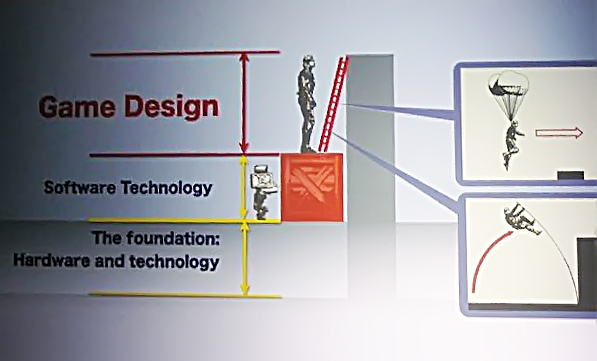 Game Design
Software Technology
The foundation:
Hardware and technology